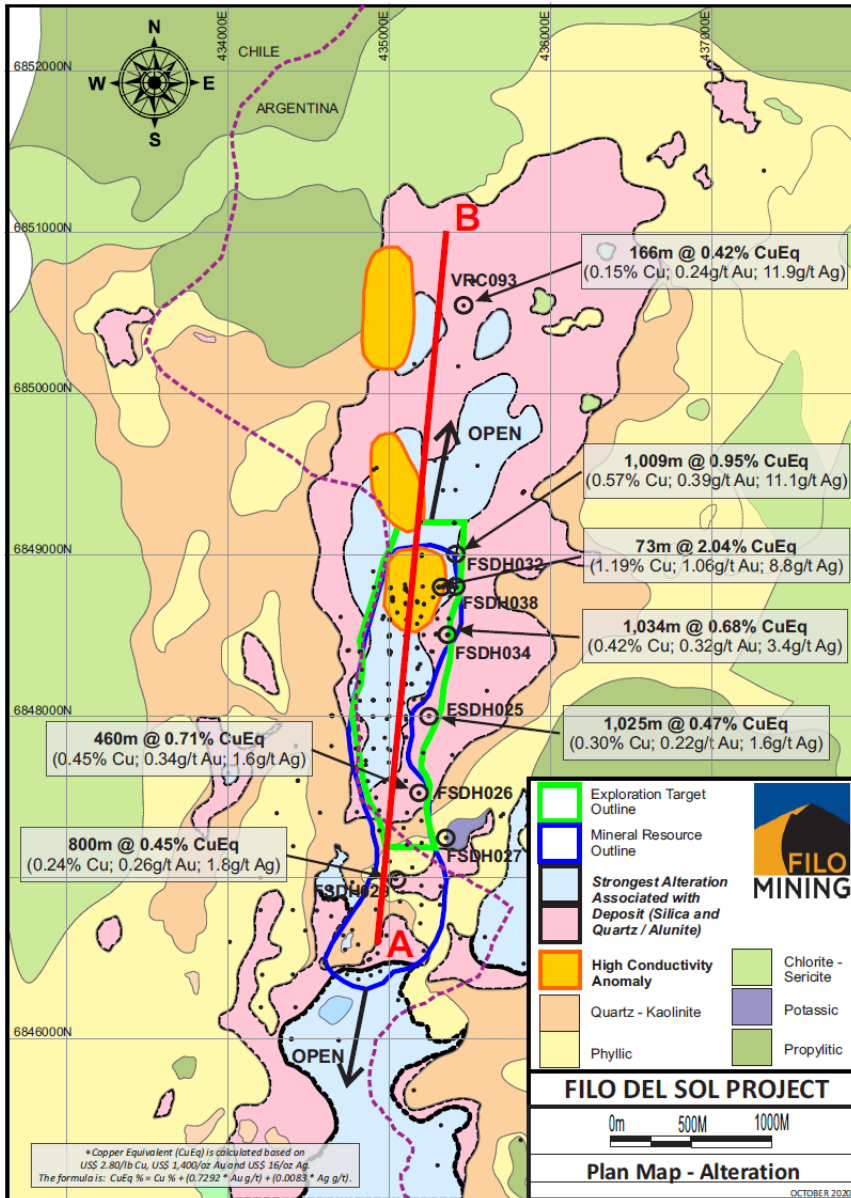 434000E
435000E
436000E
437000E
N
W
E
S
CHILE
ARGENTINA
6852000N
6851000N
6850000N
6849000N
6848000N
6847000N
6846000N
B
VRC093
166m @ 0.42% CuEq
(0.15% Cu; 0.24g/t Au; 11.9g/t Ag)
OPEN
1,009m @ 0.95% CuEq
(0.57% Cu; 0.39g/t Au; 11.1g/t Ag)
FSDH032
73m @ 2.04% CuEq
(1.19% Cu; 1.06g/t Au; 8.8g/t Ag)
FSDH038
1,034m @ 0.68% CuEq
(0.42% Cu; 0.32g/t Au; 3.4g/t Ag)
FSDH034
FSDH025
1,025m @ 0.47% CuEq
(0.30% Cu; 0.22g/t Au; 1.6g/t Ag)
460m @ 0.71% CuEq
(0.45% Cu; 0.34g/t Au; 1.6g/t Ag)
FSDH026
800m @ 0.45% CuEq
(0.24% Cu; 0.26g/t Au; 1.8g/t Ag)
FSDH027
FSDH029
A
OPEN
Exploration Target
Outline
Mineral Resource
Outline
Strongest Alteration
Associated with
Deposit (Silica and
Quartz / Alunite)
High Conductivity
Anomaly
Quartz - Kaolinite
Phyllic
FILO
MINING
Chlorite -
Sericite
Potassic
Propylitic
FILO DEL SOL PROJECT
0m 500M 1000M
Plan Map - Alteration
OCTOBER 2020
*Copper Equivalent (CuEq) is calculated based on
US$ 2.80/lb Cu, US$ 1,400/oz Au and US$ 16/oz Ag.
The formula is: CuEq % = Cu % + (0.7292 * Au g/t) + (0.0083 * Ag g/t).